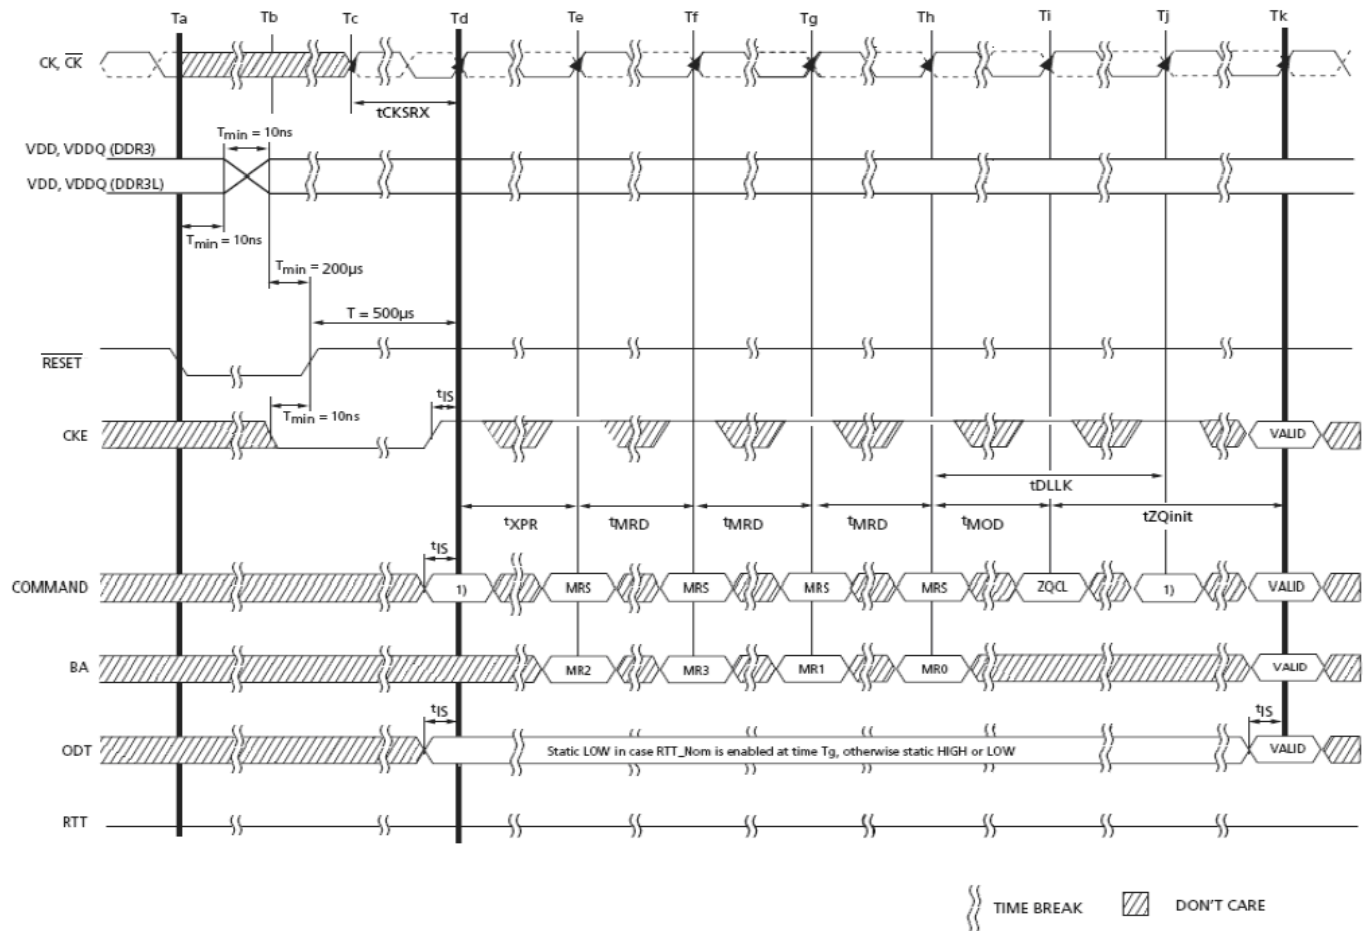 Ta Tb Tc Td Te Tf Tg Th Ti Tj Tk
CK, CK
tCKSRX
Tmin = 10ns
VDD, VDDQ (DDR3)
VDD, VDDQ (DDR3L)
Tmin = 10ns
Tmin = 200µs
T = 500µs
RESET
tIS
Tmin = 10ns
CKE
VALID
tDLLK
tXPR tMRD tMRD tMRD tMOD tZQinit
tIS
COMMAND 1) MRS MRS MRS MRS ZQCL 1) VALID
BA MR2 MR3 MR1 MR0 VALID
tIS tIS
ODT Static LOW in case RTT_Nom is enabled at time Tg, otherwise static HIGH or LOW VALID
RTT
TIME BREAK DON'T CARE